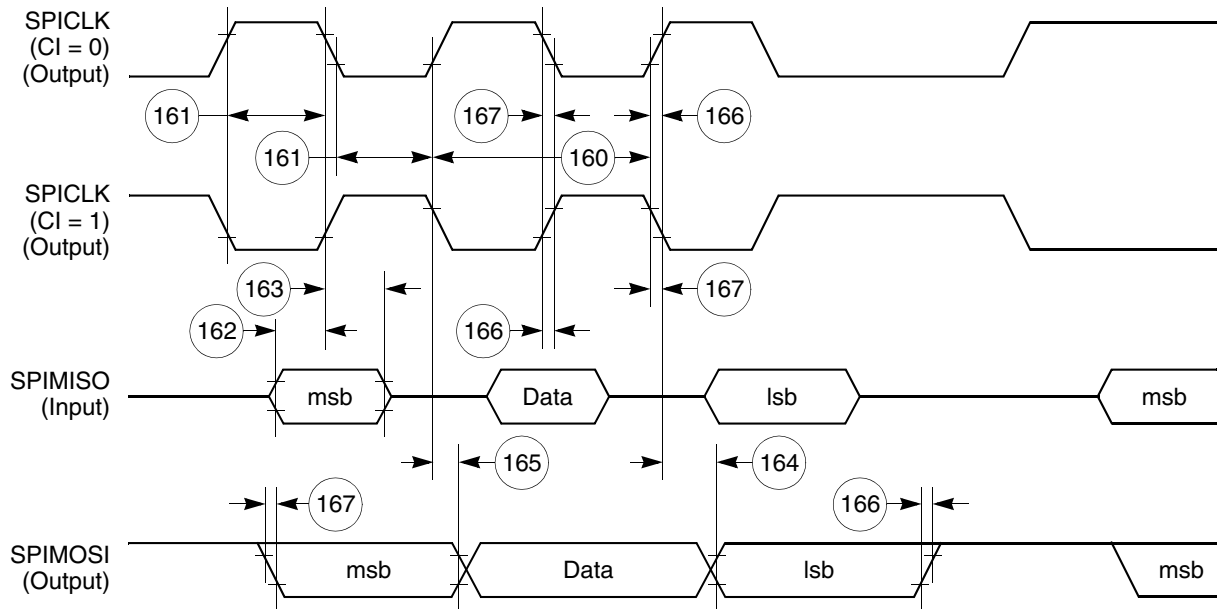 SPICLK
(CI = 0)
(Output)
161
167
166
161
160
SPICLK
(CI = 1)
(Output)
163
167
162
166
SPIMISO
(Input)
msb
Data
lsb
msb
165
164
167
166
SPIMOSI
(Output)
msb
Data
lsb
msb